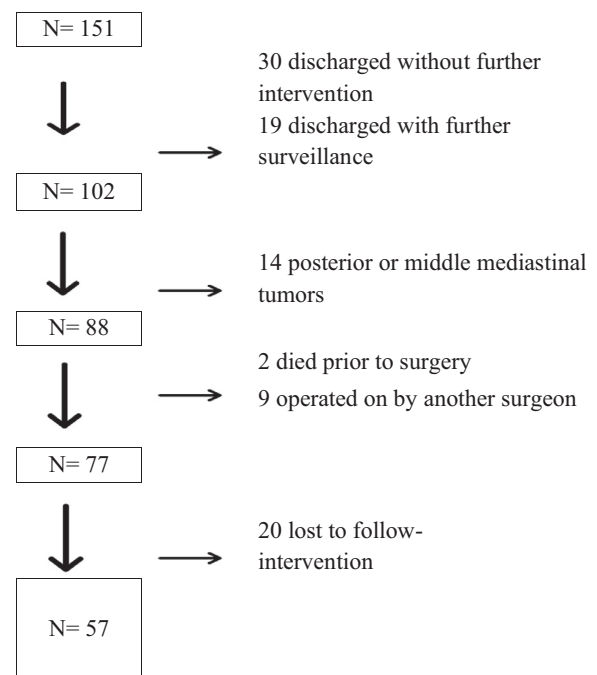 N= 151
30 discharged without further
intervention
19 discharged with further
surveillance
N= 102
14 posterior or middle mediastinal
tumors
N= 88
2 died prior to surgery
9 operated on by another surgeon
N= 77
20 lost to follow-
intervention
N= 57